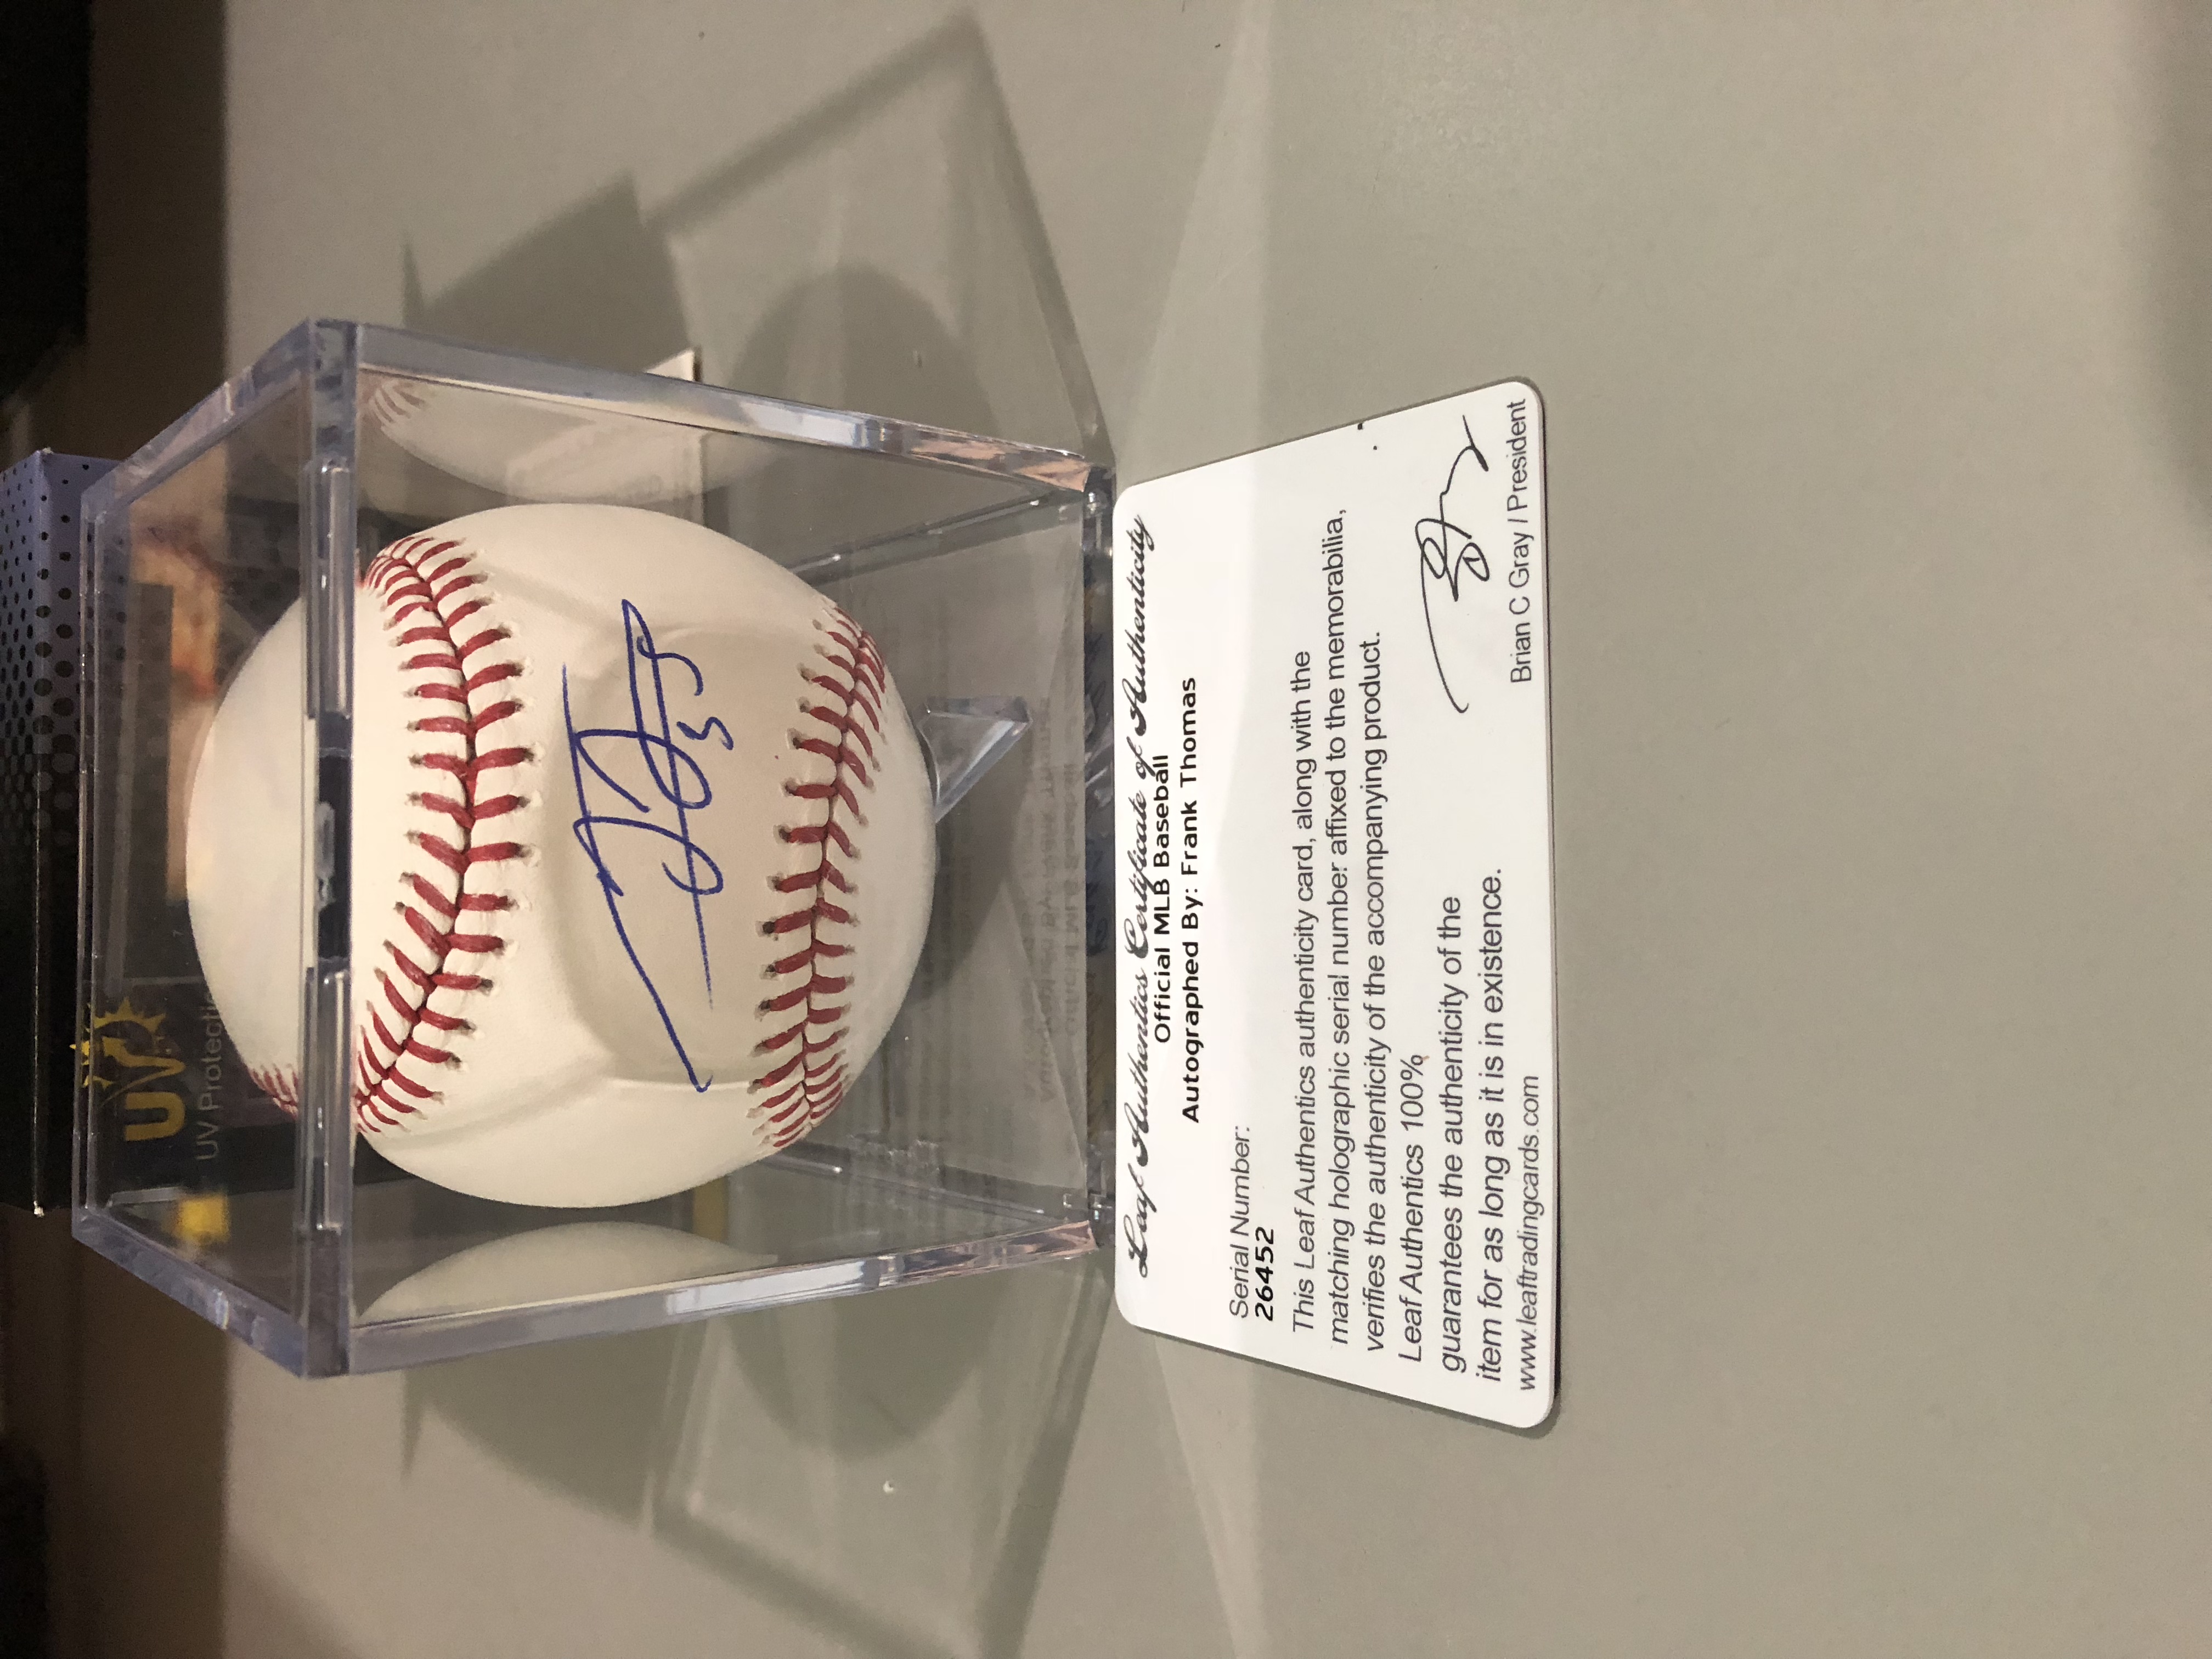 UV
UV Protecti
35
Leaf Authentics Certificate of Authenticity
Official MLB Baseball
Autographed By: Frank Thomas
Serial Number:
26452
This Leaf Authentics authenticity card, along with the
matching holographic serial number affixed to the memorabilia,
verifies the authenticity of the accompanying product.
Leaf Authentics 100%
guarantees the authenticity of the
item for as long as it is in existence.
www.leaftradingcards.com
Brian C Gray / President